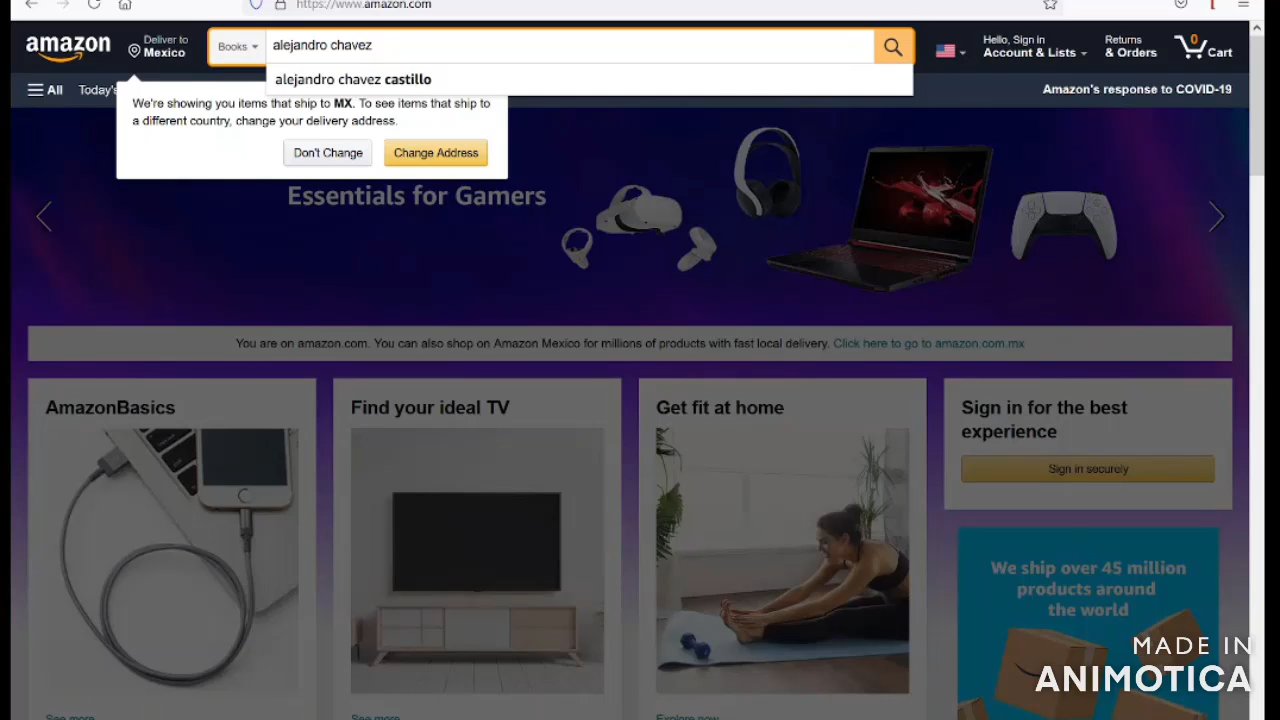 https://www.amazon.com
amazon
Deliver to
Mexico
Books
alejandro chavez
Hello, Sign in
Account & Lists
Returns
& Orders
0
Cart
alejandro chavez castillo
All
Today's
Amazon's response to COVID-19
We're showing you items that ship to MX. To see items that ship to
a different country, change your delivery address.
Don't Change
Change Address
Essentials for Gamers
You are on amazon.com. You can also shop on Amazon Mexico for millions of products with fast local delivery. Click here to go to amazon.com.mx
AmazonBasics
Find your ideal TV
Get fit at home
Sign in for the best
experience
Sign in securely
We ship over 45 million
products around
the world
See more
See more
Explore now
MADE IN
ANIMOTICA